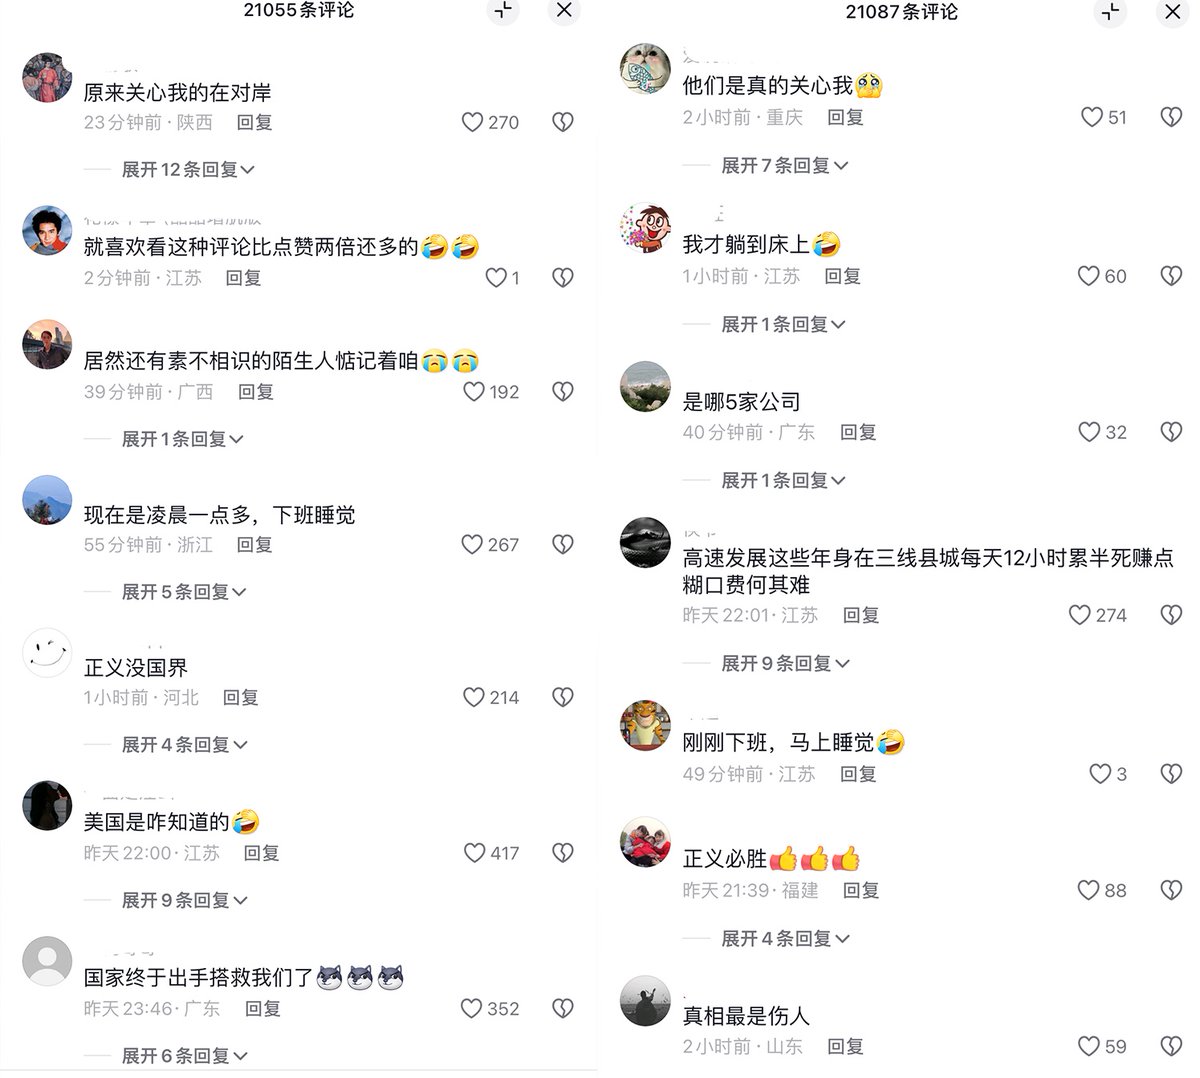 21055条评论
原来关心我的在对岸
23分钟前·陕西 回复 270
展开12条回复
就喜欢看这种评论比点赞两倍还多的🤣🤣
2分钟前·江苏 回复 1
居然还有素不相识的陌生人惦记着咱😭😭
39分钟前·广西 回复 192
展开1条回复
现在是凌晨一点多，下班睡觉
55分钟前·浙江 回复 267
展开5条回复
正义没国界
1小时前·河北 回复 214
展开4条回复
美国是咋知道的🤣
昨天22:00·江苏 回复 417
展开9条回复
国家终于出手搭救我们了
昨天23:46·广东 回复 352
展开6条回复
21087条评论
他们是真的关心我🥹
2小时前·重庆 回复 51
展开7条回复
我才躺到床上🤣
1小时前·江苏 回复 60
展开1条回复
是哪5家公司
40分钟前·广东 回复 32
展开1条回复
高速发展这些年身在三线县城每天12小时累半死赚点
糊口费何其难
昨天22:01·江苏 回复 274
展开9条回复
刚刚下班，马上睡觉🤣
49分钟前·江苏 回复 3
正义必胜👍👍👍
昨天21:39·福建 回复 88
展开4条回复
真相最是伤人
2小时前·山东 回复 59